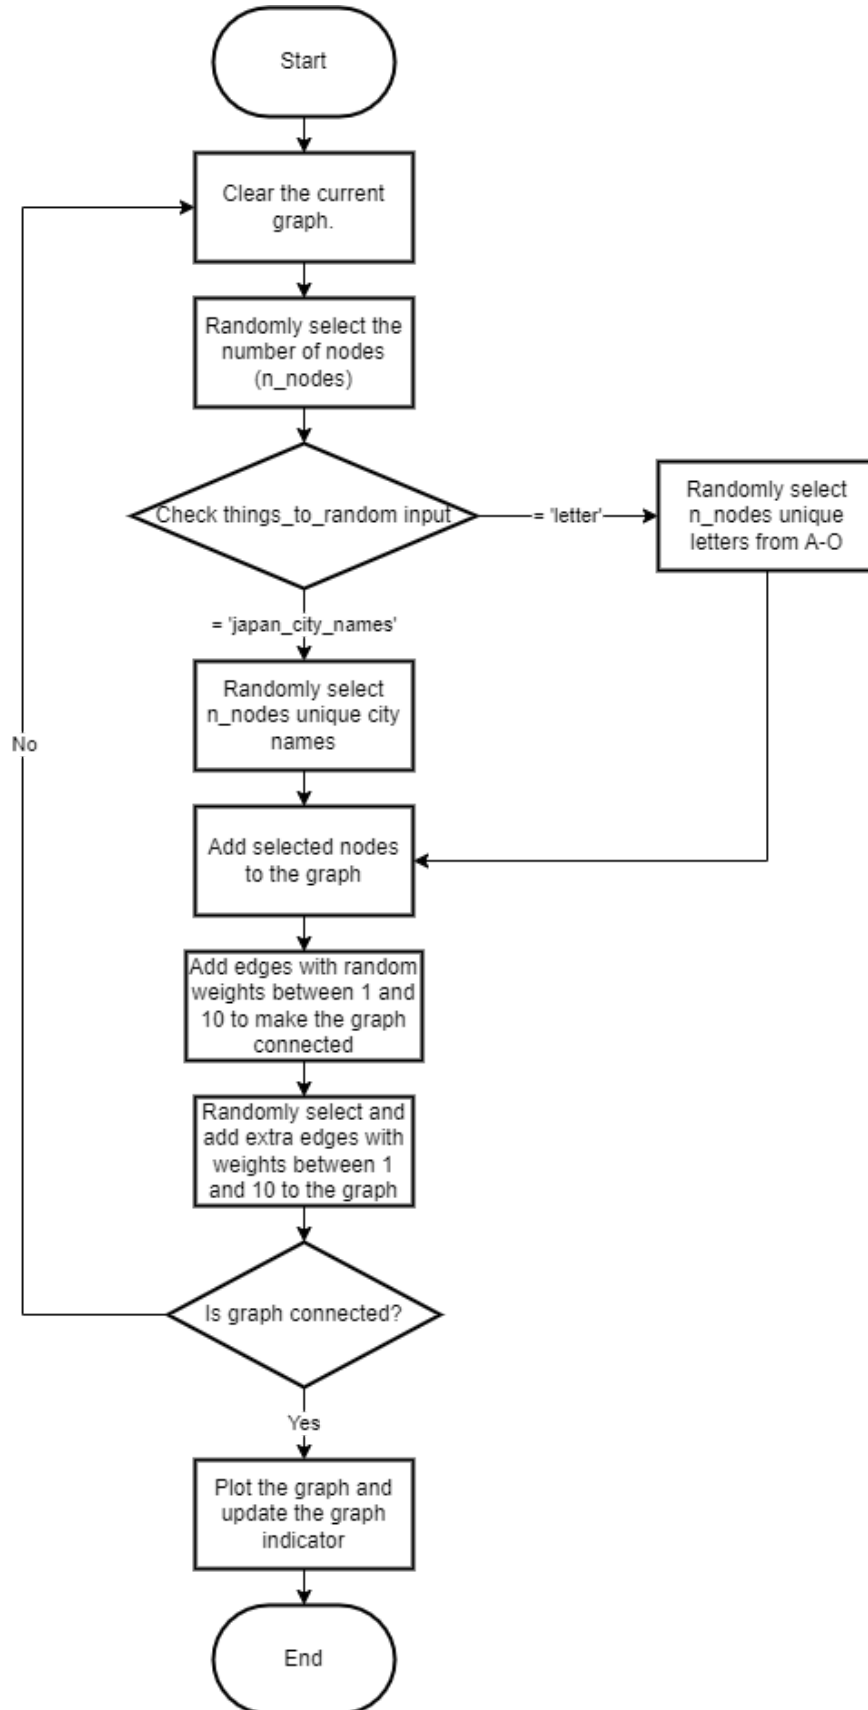 Start
Clear the current
graph.
Randomly select the
number of nodes
(n_nodes)
Check things_to_random input
= 'letter'
Randomly select
n_nodes unique
letters from A-O
= 'japan_city_names'
Randomly select
n_nodes unique city
names
No
Add selected nodes
to the graph
Add edges with random
weights between 1 and
10 to make the graph
connected
Randomly select and
add extra edges with
weights between 1
and 10 to the graph
Is graph connected?
Yes
Plot the graph and
update the graph
indicator
End